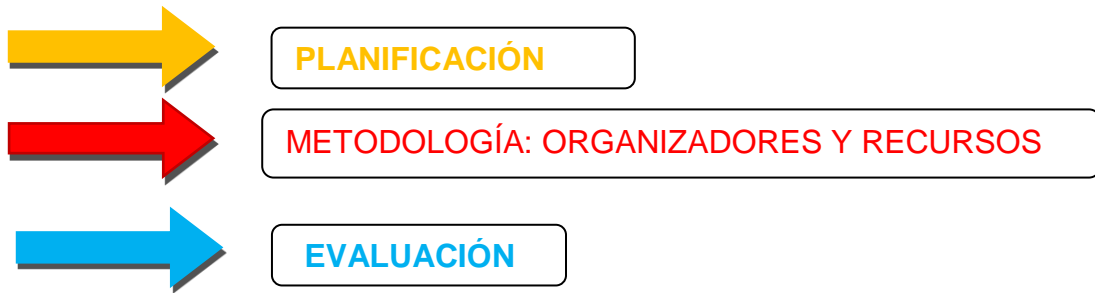 PLANIFICACIÓN
METODOLOGÍA: ORGANIZADORES Y RECURSOS
EVALUACIÓN